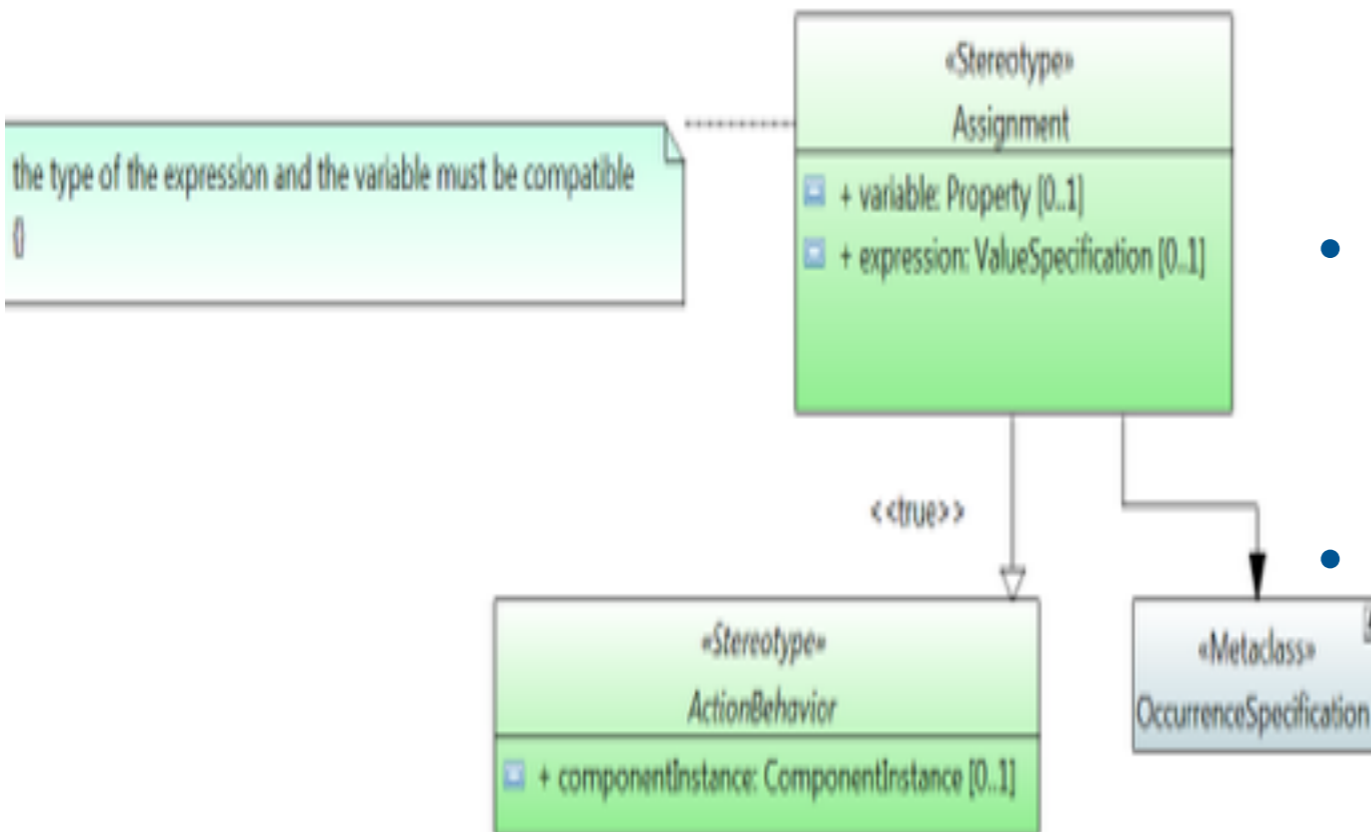 «Stereotype»
Assignment
+ variable: Property [0..1]
+ expression: ValueSpecification [0..1]
the type of the expression and the variable must be compatible
{}
<<true>>
«Stereotype»
ActionBehavior
+ componentInstance: ComponentInstance [0..1]
«Metaclass»
OccurrenceSpecification